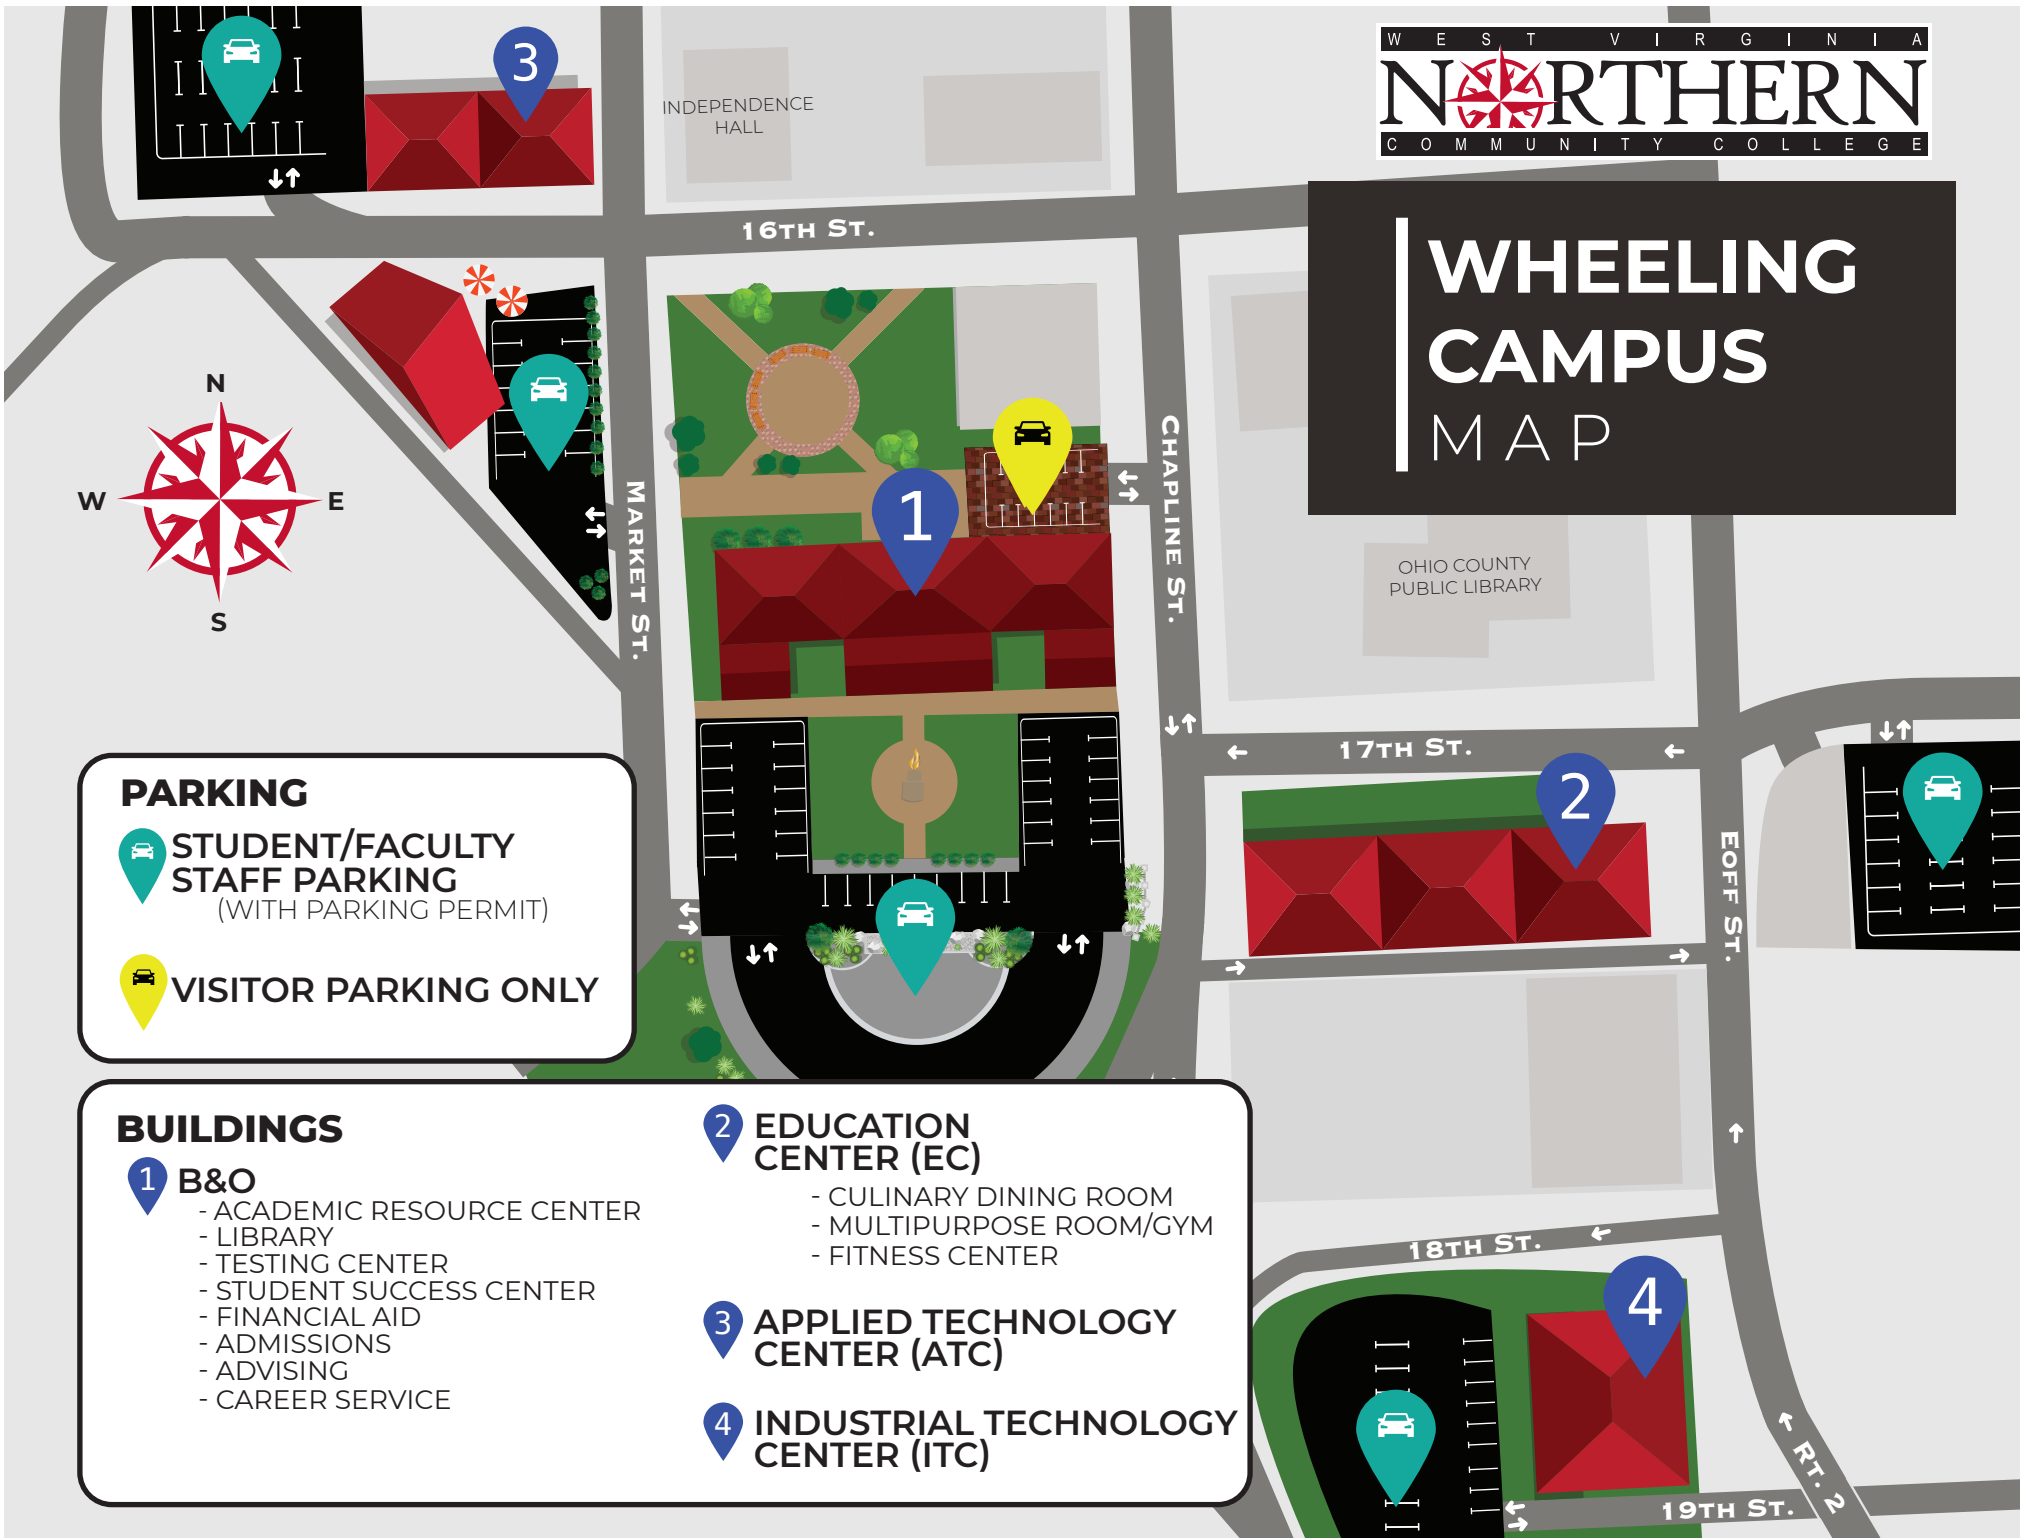 WEST VIRGINIA
NORTHERN
COMMUNITY COLLEGE
WHEELING
CAMPUS
MAP
3
INDEPENDENCE
HALL
16TH ST.
N
W
E
S
MARKET ST.
1
CHAPLINE ST.
OHIO COUNTY
PUBLIC LIBRARY
17TH ST.
2
EOFF ST.
PARKING
STUDENT/FACULTY
STAFF PARKING
(WITH PARKING PERMIT)
VISITOR PARKING ONLY
BUILDINGS
1 B&O
- ACADEMIC RESOURCE CENTER
- LIBRARY
- TESTING CENTER
- STUDENT SUCCESS CENTER
- FINANCIAL AID
- ADMISSIONS
- ADVISING
- CAREER SERVICE
2 EDUCATION
CENTER (EC)
- CULINARY DINING ROOM
- MULTIPURPOSE ROOM/GYM
- FITNESS CENTER
3 APPLIED TECHNOLOGY
CENTER (ATC)
4 INDUSTRIAL TECHNOLOGY
CENTER (ITC)
18TH ST.
4
RT. 2
19TH ST.